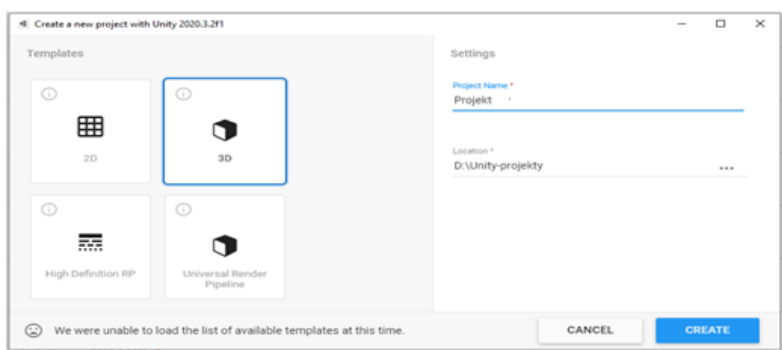 Create a new project with Unity 2020.3.2f1
Templates
2D
3D
High Definition RP
Universal Render
Pipeline
Settings
Project Name *
Projekt
Location *
D:\Unity-projekty
...
We were unable to load the list of available templates at this time.
CANCEL
CREATE